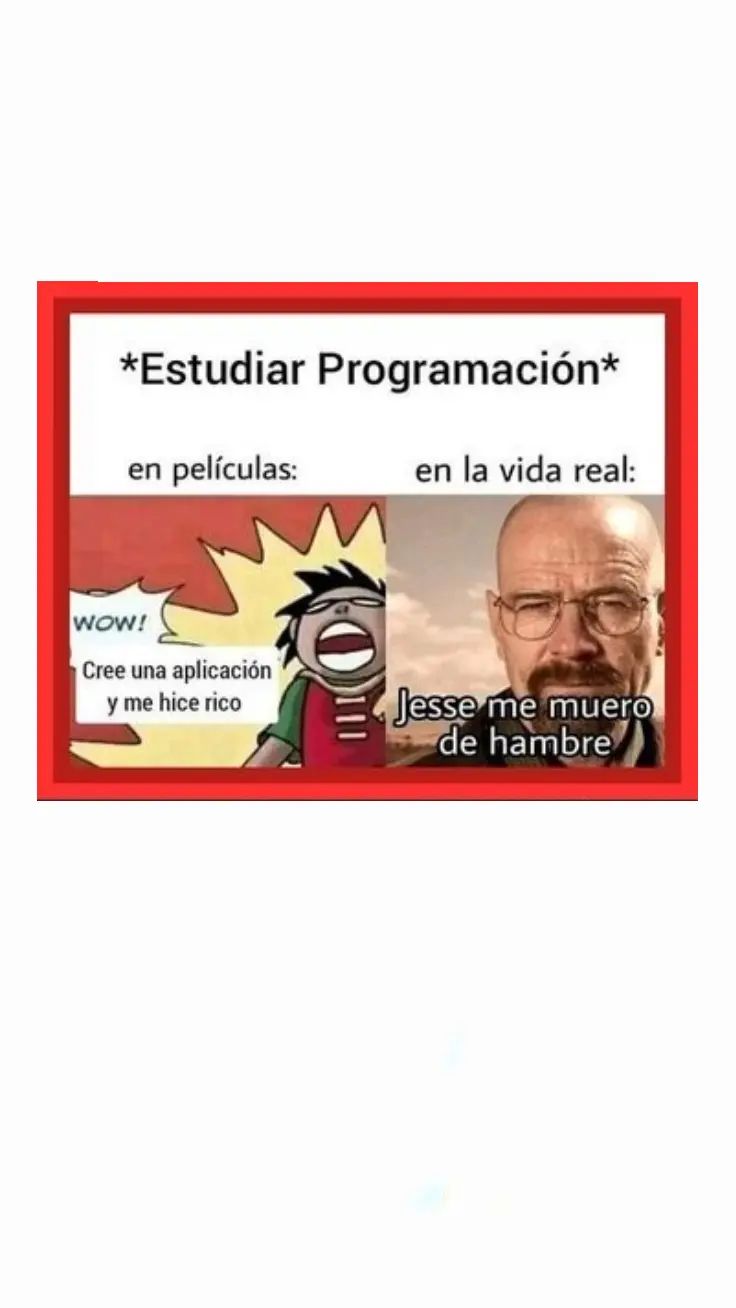 *Estudiar Programación*
en películas:
en la vida real:
WOW!
Cree una aplicación
y me hice rico
Jesse me muero
de hambre